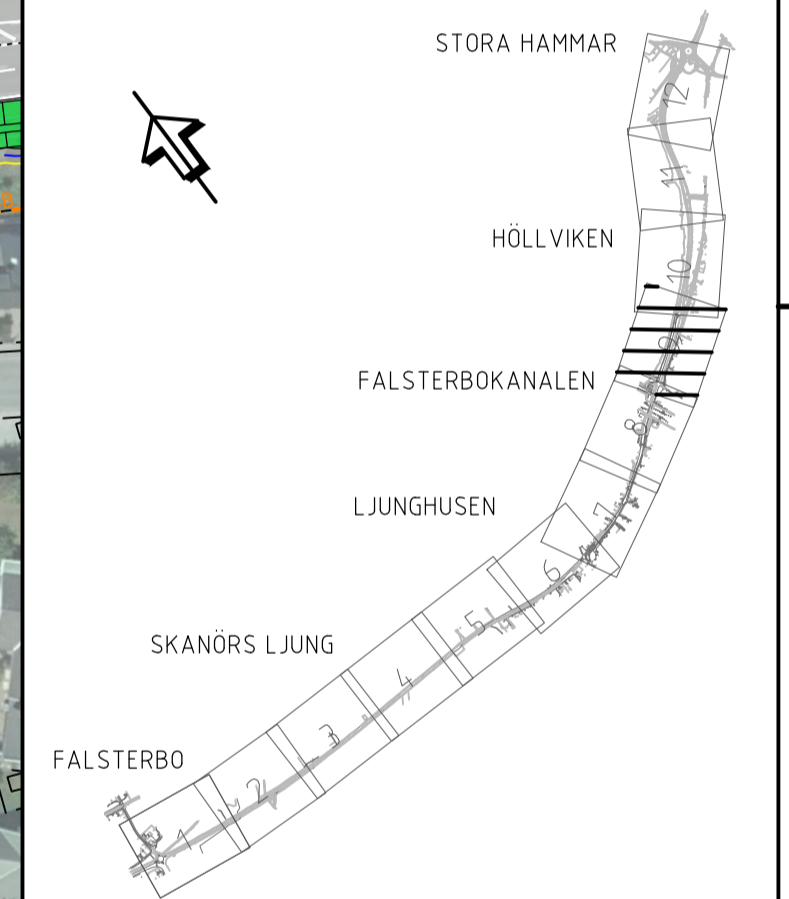 STORA HAMMAR
12
11
HÖLLVIKEN
10
9
FALSTERBOKANALEN
8
LJUNGHUSEN
7
6
5
SKANÖRS LJUNG
4
3
FALSTERBO
2
1